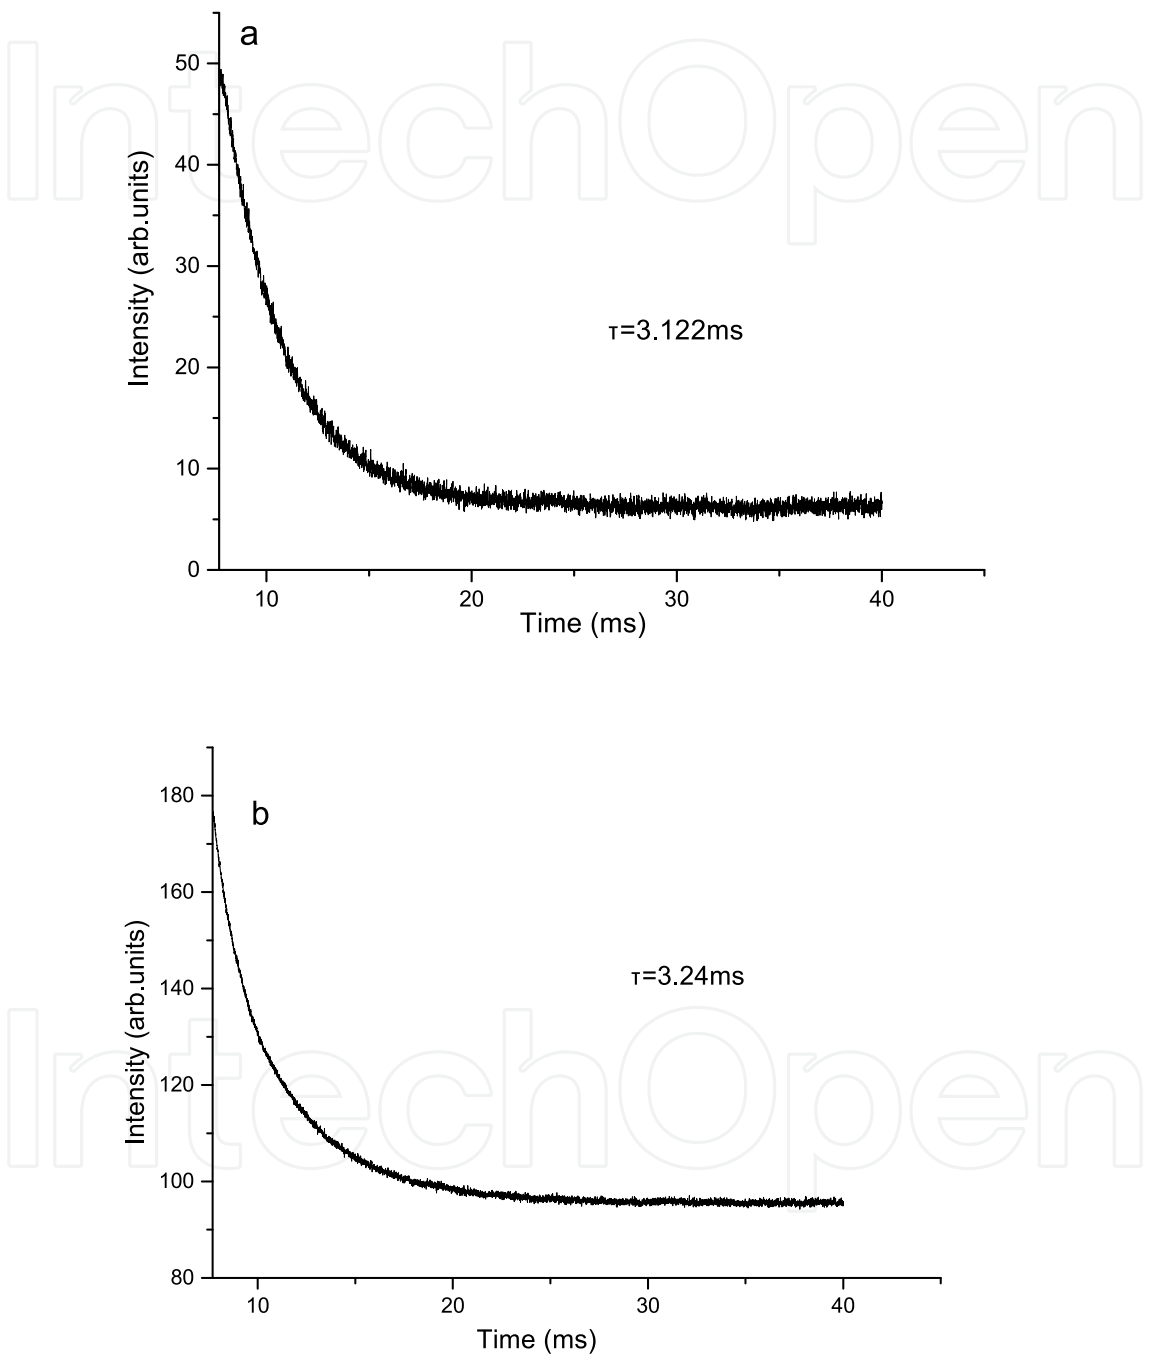 IntechOpen
a
50
40
30
20
10
0
Intensity (arb.units)
τ=3.122ms
10 20 30 40
Time (ms)
b
180
160
140
120
100
80
Intensity (arb.units)
τ=3.24ms
IntechOpen
10 20 30 40
Time (ms)